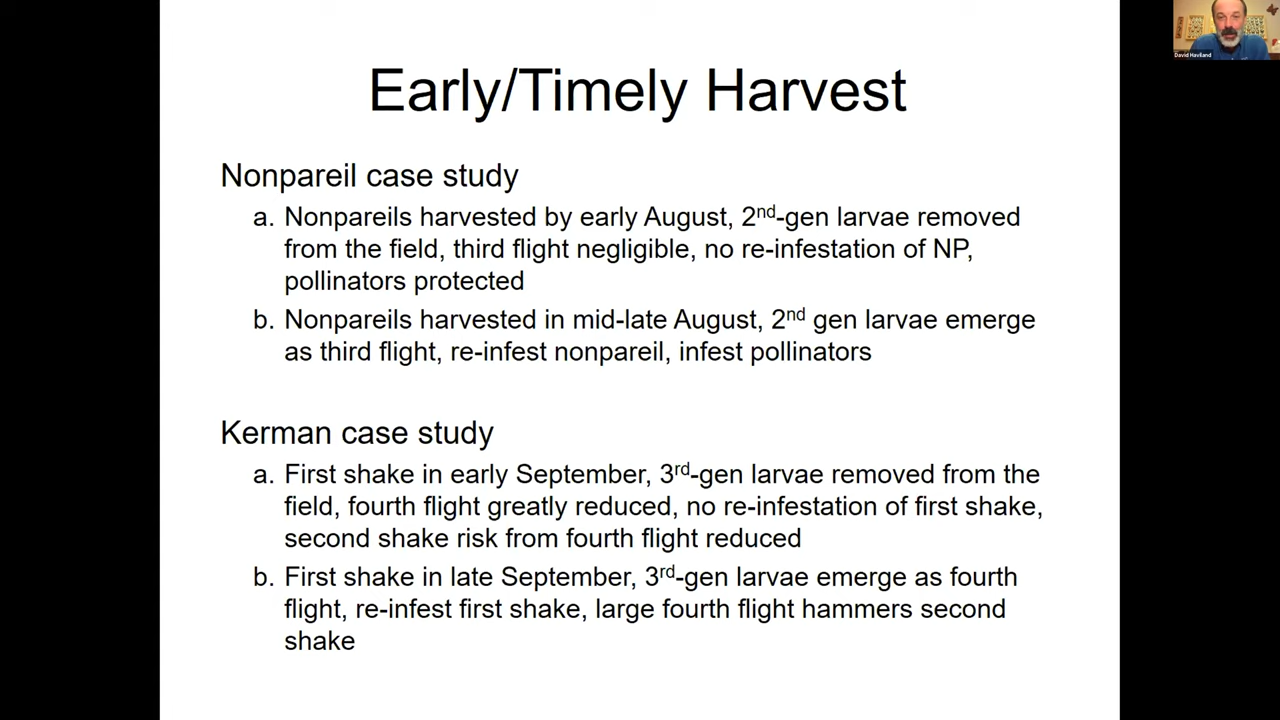 David Haviland
Early/Timely Harvest
Nonpareil case study
a. Nonpareils harvested by early August, 2nd-gen larvae removed
from the field, third flight negligible, no re-infestation of NP,
pollinators protected
b. Nonpareils harvested in mid-late August, 2nd gen larvae emerge
as third flight, re-infest nonpareil, infest pollinators
Kerman case study
a. First shake in early September, 3rd-gen larvae removed from the
field, fourth flight greatly reduced, no re-infestation of first shake,
second shake risk from fourth flight reduced
b. First shake in late September, 3rd-gen larvae emerge as fourth
flight, re-infest first shake, large fourth flight hammers second
shake